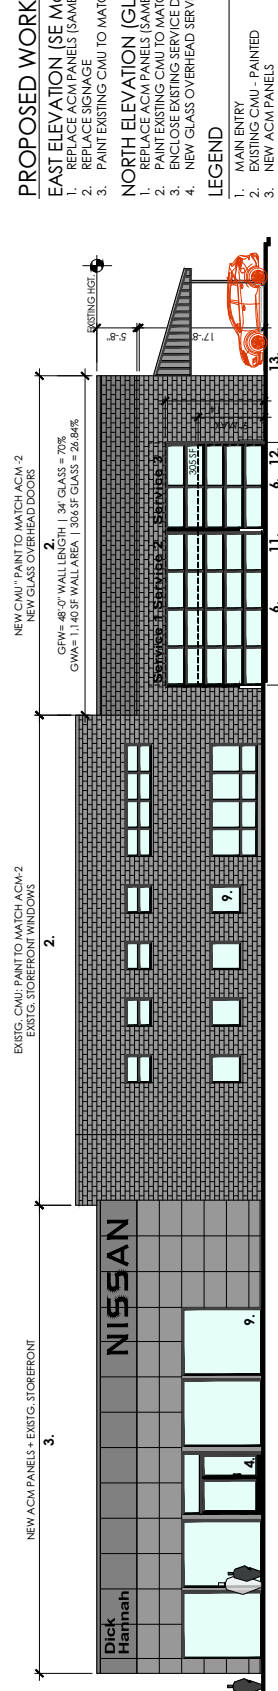 PROPOSED WORK
EAST ELEVATION (SE
1. REPLACE ACM PANELS (SAME
2. REPLACE SIGNAGE
3. PAINT EXISTING CMU TO MATC
NORTH ELEVATION (GL
1. REPLACE ACM PANELS (SAME
2. PAINT EXISTING CMU TO MATC
3. ENCLOSE EXISTING SERVICE D
4. NEW GLASS OVERHEAD SERV
LEGEND
1. MAIN ENTRY
2. EXISTING CMU - PAINTED
3. NEW ACM PANELS
NEW ACM PANELS + EXISTG. STOREFRONT
3.
EXISTG. CMU: PAINT TO MATCH ACM-2
EXISTG. STOREFRONT WINDOWS
2.
NEW CMU" PAINT TO MATCH ACM-2
NEW GLASS OVERHEAD DOORS
2.
GFW= 48'-0" WALL LENGTH | 34' GLASS = 70%
GWA= 1,140 SF WALL AREA | 306 SF GLASS = 26.84%
EXISTING HGT.
5'-8"
17'-8"
Dick
Hannah
NISSAN
Service 1 Service 2 Service 3
305 SF
9' MAX
4.
9.
9.
6.
11.
6.
12.
13.